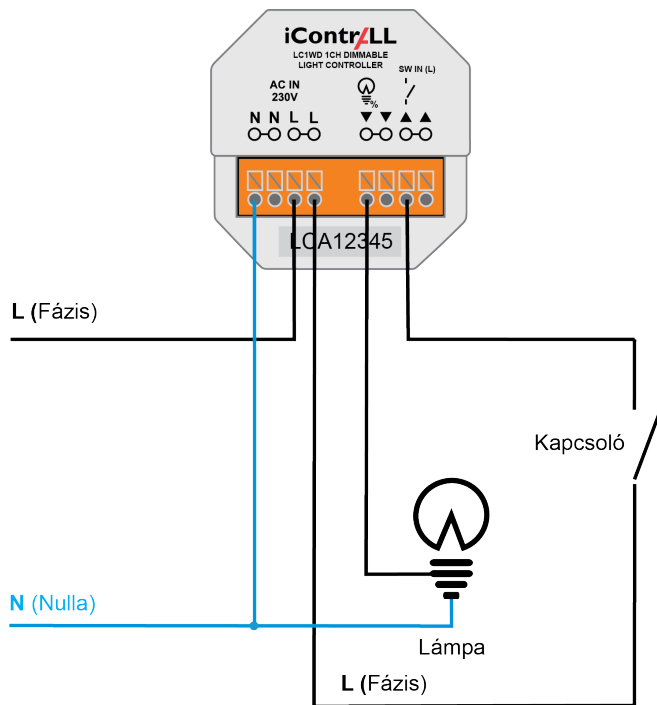 iContrALL
LC1WD 1CH DIMMABLE
LIGHT CONTROLLER
AC IN
230V
SW IN (L)
%
N N L L
LCA12345
L (Fázis)
Kapcsoló
N (Nulla)
Lámpa
L (Fázis)